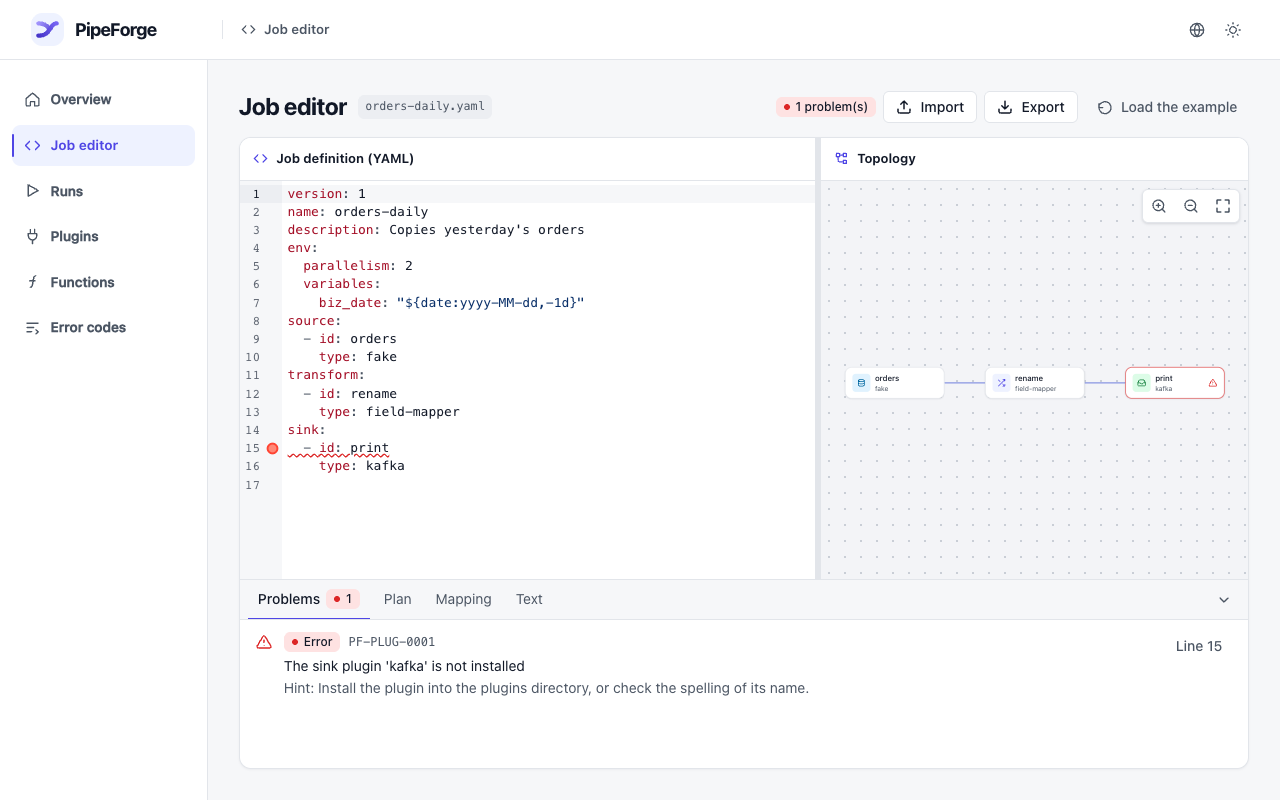 PipeForge
Job editor
Overview
Job editor
Runs
Plugins
Functions
Error codes
Job editor
orders-daily.yaml
1 problem(s)
Import
Export
Load the example
Job definition (YAML)
1 version: 1
2 name: orders-daily
3 description: Copies yesterday's orders
4 env:
5 parallelism: 2
6 variables:
7 biz_date: "${date:yyyy-MM-dd,-1d}"
8 source:
9 - id: orders
10 type: fake
11 transform:
12 - id: rename
13 type: field-mapper
14 sink:
15 - id: print
16 type: kafka
17
Topology
orders
fake
rename
field-mapper
print
kafka
Problems 1
Plan
Mapping
Text
Error PF-PLUG-0001
Line 15
The sink plugin 'kafka' is not installed
Hint: Install the plugin into the plugins directory, or check the spelling of its name.